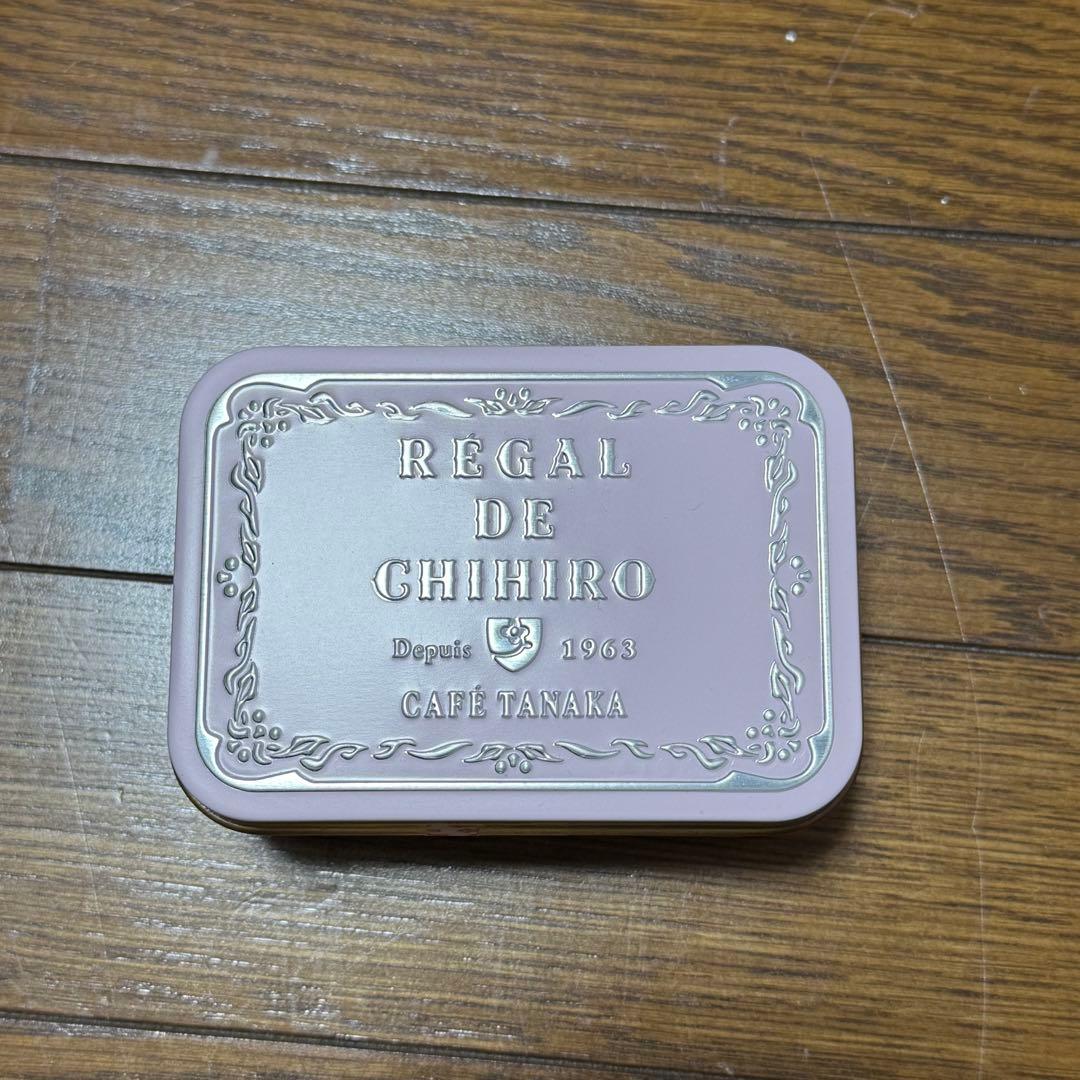 RÉGAL
DE
CHIHIRO
Depuis 1963
CAFÉ TANAKA